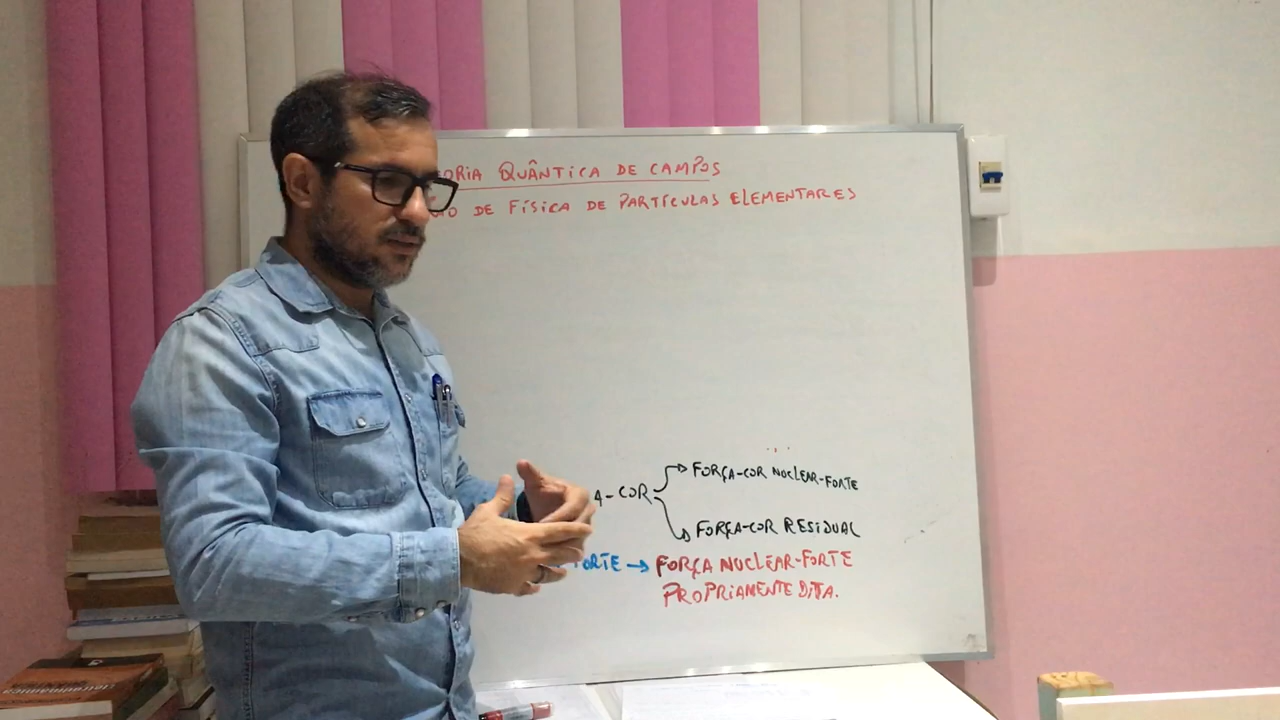 ORIA QUÂNTICA DE CAMPOS
DE FÍSICA DE PARTÍCULAS ELEMENTARES
A-COR
FORÇA-COR NUCLEAR-FORTE
FORÇA-COR RESIDUAL
FORTE → FORÇA NUCLEAR-FORTE
PROPRIAMENTE DITA.